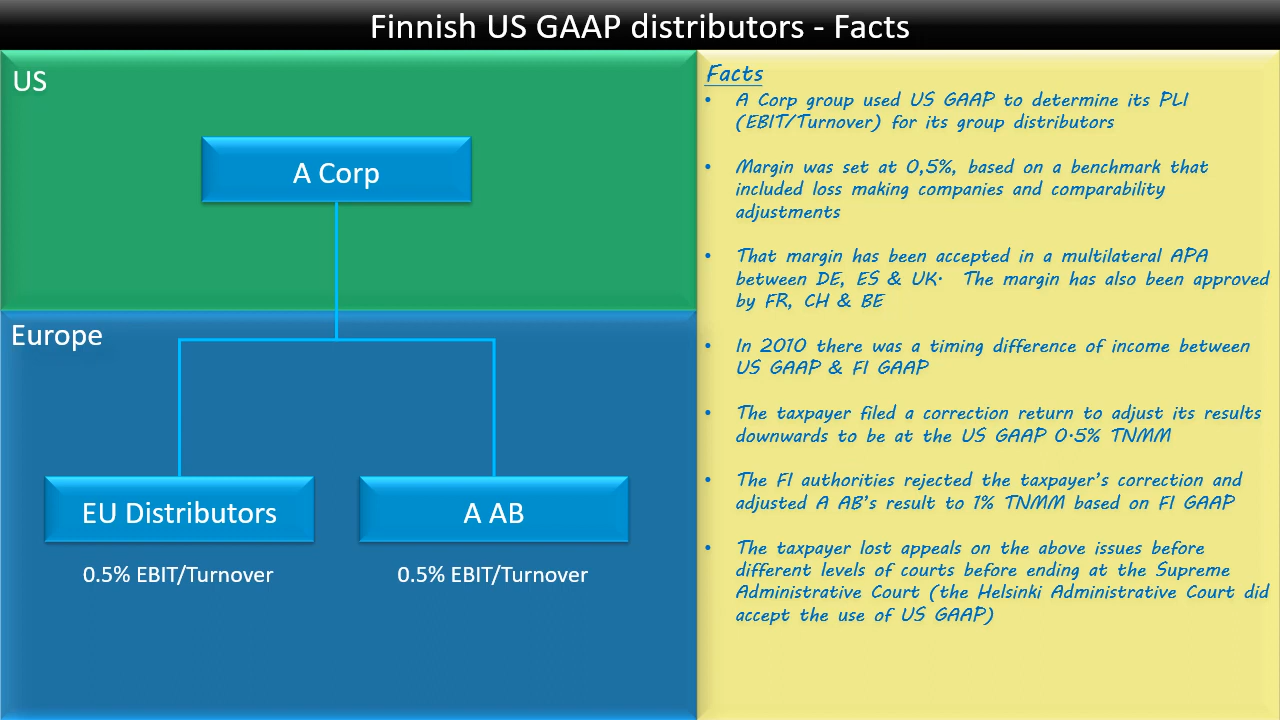 Finnish US GAAP distributors - Facts
US
A Corp
Europe
EU Distributors
A AB
0.5% EBIT/Turnover
0.5% EBIT/Turnover
Facts
• A Corp group used US GAAP to determine its PLI
(EBIT/Turnover) for its group distributors
• Margin was set at 0,5%, based on a benchmark that
included loss making companies and comparability
adjustments
• That margin has been accepted in a multilateral APA
between DE, ES & UK. The margin has also been approved
by FR, CH & BE
• In 2010 there was a timing difference of income between
US GAAP & FI GAAP
• The taxpayer filed a correction return to adjust its results
downwards to be at the US GAAP 0.5% TNMM
• The FI authorities rejected the taxpayer's correction and
adjusted A AB's result to 1% TNMM based on FI GAAP
• The taxpayer lost appeals on the above issues before
different levels of courts before ending at the Supreme
Administrative Court (the Helsinki Administrative Court did
accept the use of US GAAP)